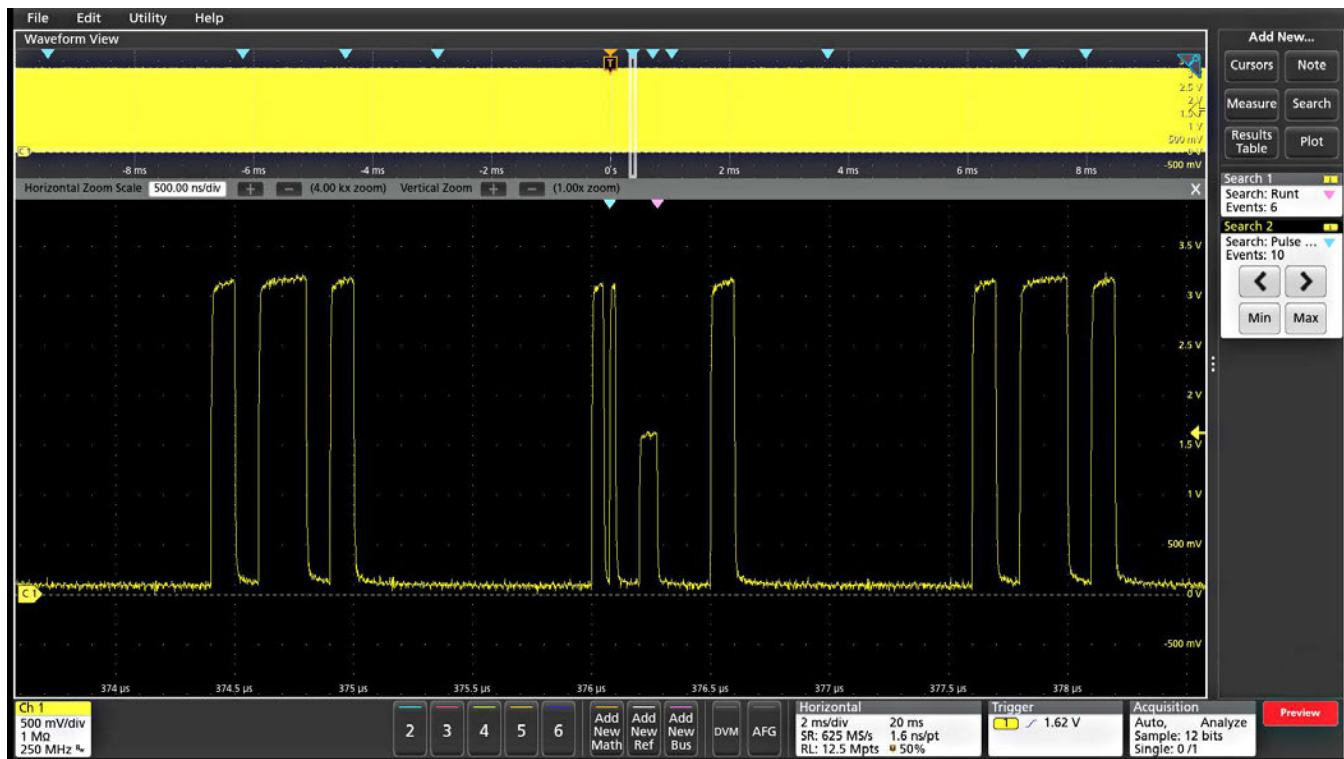 File Edit Utility Help
Waveform View
Add New...
Cursors Note
Measure Search
Results Table Plot
T
2.5 V
2 V
1 V
500 mV
-500 mV
C 1
-8 ms -6 ms -4 ms -2 ms 0 s 2 ms 4 ms 6 ms 8 ms
Horizontal Zoom Scale 500.00 ns/div + – (4.00 kx zoom) Vertical Zoom + – (1.00x zoom) X
Search 1 1
Search: Runt
Events: 6
Search 2 1
Search: Pulse ...
Events: 10
< >
Min Max
3.5 V
3 V
2.5 V
2 V
1.5 V
1 V
500 mV
C 1
0 V
-500 mV
374 µs 374.5 µs 375 µs 375.5 µs 376 µs 376.5 µs 377 µs 377.5 µs 378 µs
Ch 1
500 mV/div
1 MΩ
250 MHz
2 3 4 5 6
Add New Math
Add New Ref
Add New Bus
DVM AFG
Horizontal
2 ms/div 20 ms
SR: 625 MS/s 1.6 ns/pt
RL: 12.5 Mpts 50%
Trigger
1 1.62 V
Acquisition
Auto, Analyze
Sample: 12 bits
Single: 0 /1
Preview